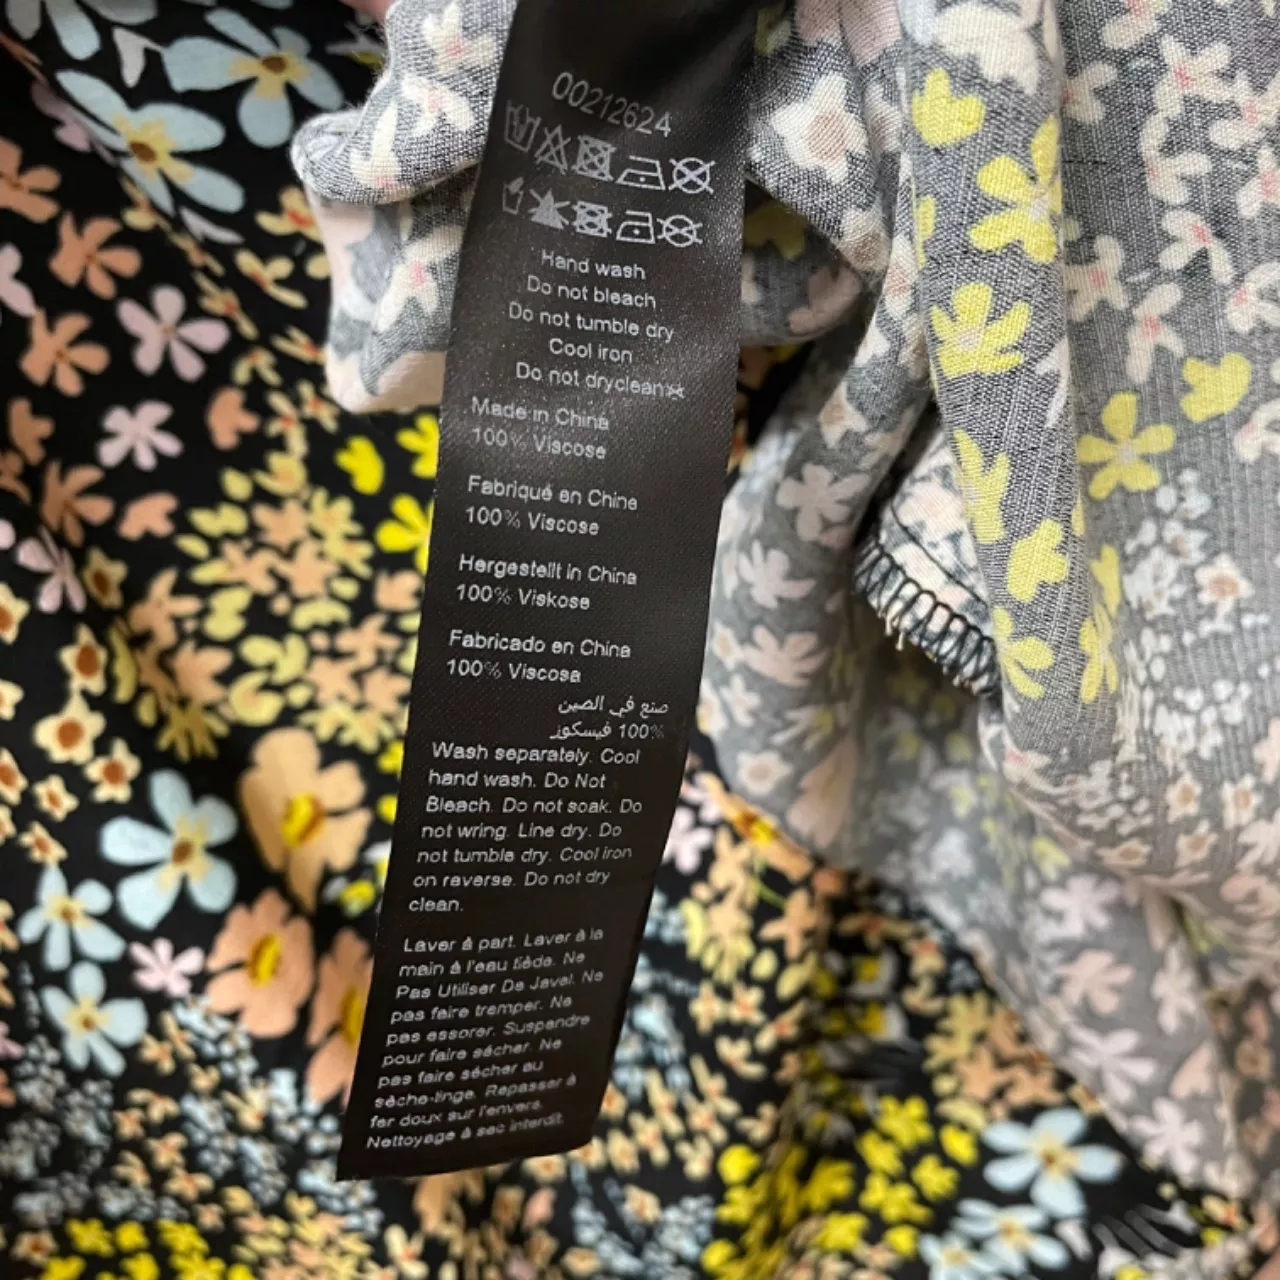 00212624
Hand wash
Do not bleach
Do not tumble dry
Cool iron
Do not dryclean
Made in China
100% Viscose
Fabriqué en China
100% Viscose
Hergestellt in China
100% Viskose
Fabricado en China
100% Viscosa
صنع في الصين
100% فيسكوز
Wash separately. Cool
hand wash. Do Not
Bleach. Do not soak. Do
not wring. Line dry. Do
not tumble dry. Cool iron
on reverse. Do not dry
clean.
Laver à part. Laver à la
main à l'eau tiède. Ne
Pas Utiliser De Javel. Ne
pas faire tremper. Ne
pas essorer. Suspendre
pour faire sécher. Ne
pas faire sécher au
sèche-linge. Repasser à
fer doux sur l'envers.
Nettoyage à sec interdit.